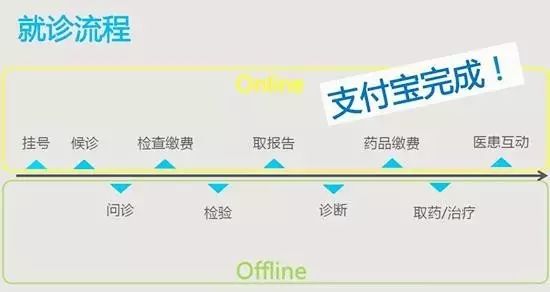 就诊流程
Online
支付宝完成！
挂号 候诊 检查缴费 取报告 药品缴费 医患互动
问诊 检验 诊断 取药/治疗
Offline